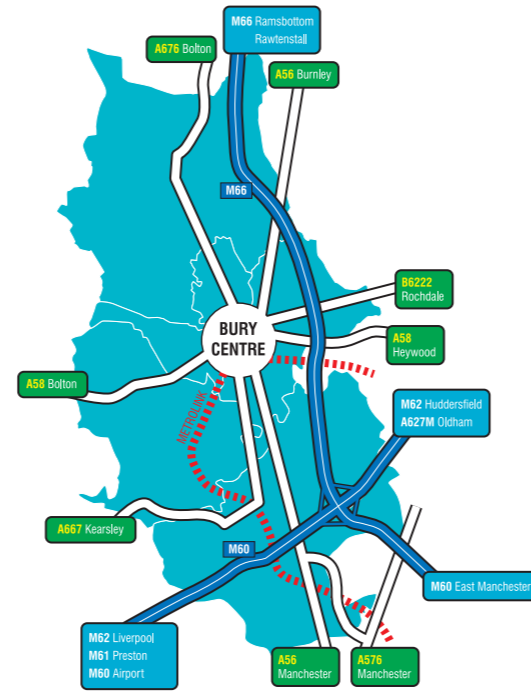 M66 Ramsbottom
Rawtenstall
A676 Bolton
A56 Burnley
M66
B6222
Rochdale
BURY
CENTRE
A58
Heywood
A58 Bolton
METROLINK
M62 Huddersfield
A627M Oldham
A667 Kearsley
M60
M60 East Manchester
M62 Liverpool
M61 Preston
M60 Airport
A56
Manchester
A576
Manchester